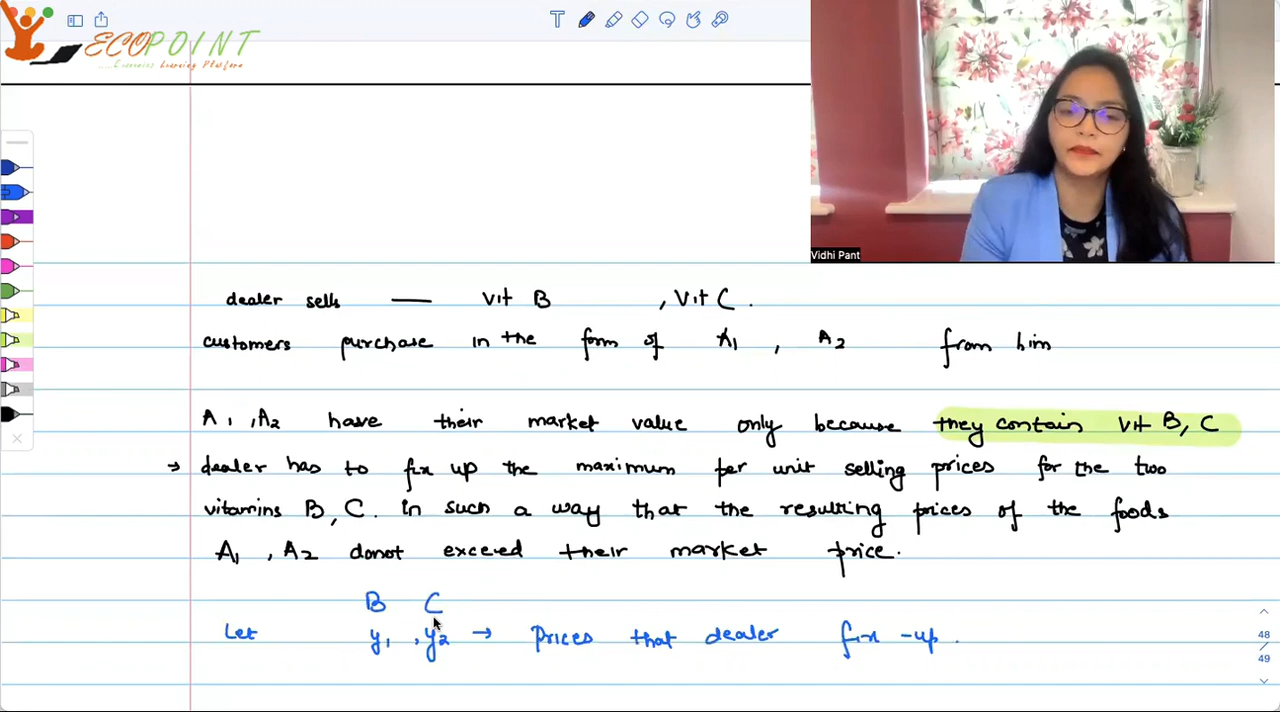 ECOPOINT
Economics Learning Platform
Vidhi Pant
dealer sells — Vit B , Vit C .
customers purchase in the form of A1 , A2 from him
A1 , A2 have their market value only because they contain Vit B, C
→ dealer has to fix up the maximum per unit selling prices for the two
vitamins B, C. In such a way that the resulting prices of the foods
A1 , A2 donot exceed their market price.
B C
Let y1 , y2 → Prices that dealer fix -up .
48
/
49